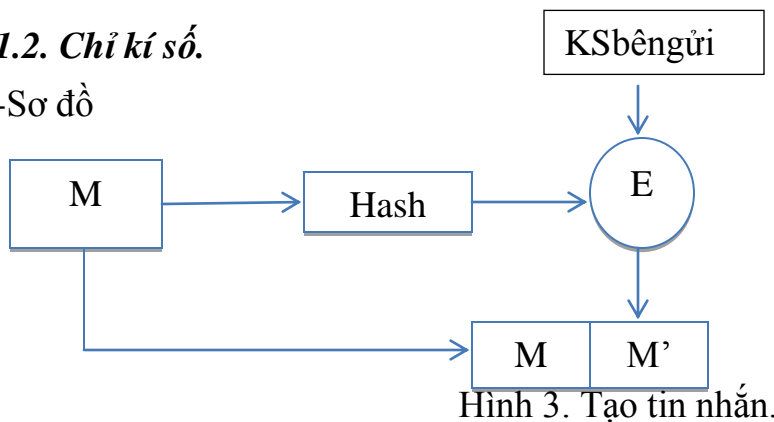 1.2. Chỉ kí số.
KSbêngửi
-Sơ đồ
M
Hash
E
M
M’
Hình 3. Tạo tin nhắn.